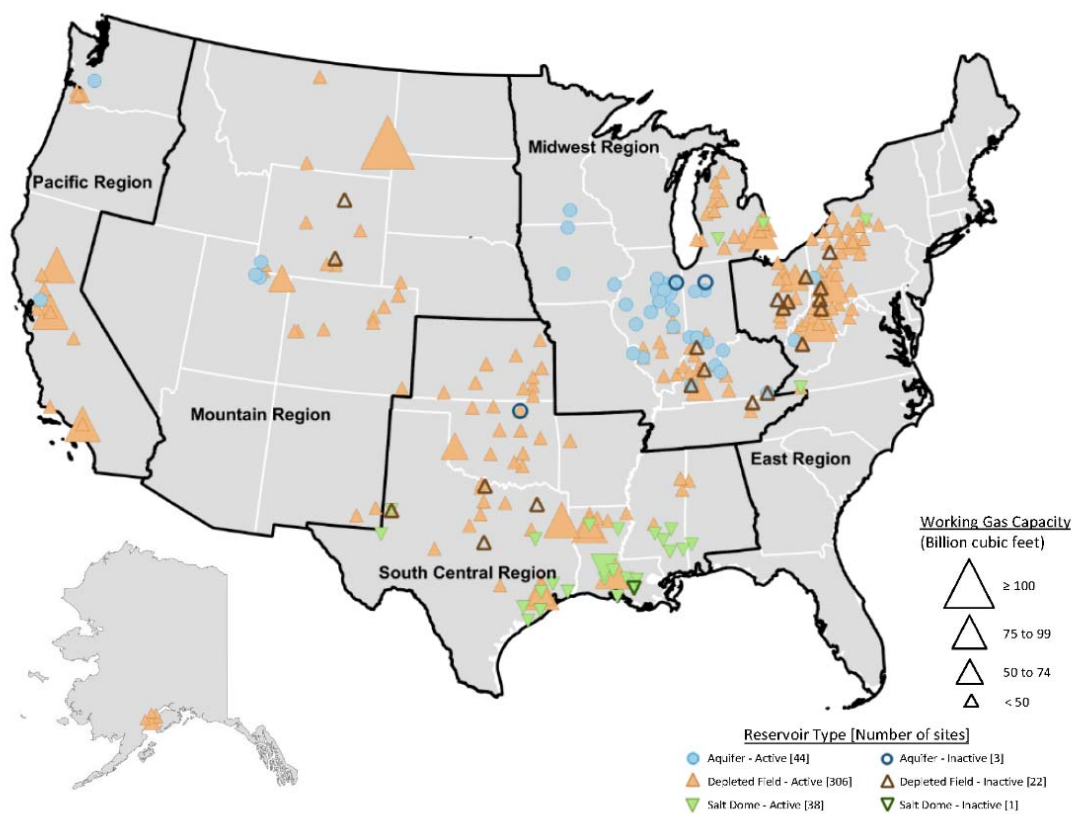 Pacific Region
Midwest Region
Mountain Region
East Region
South Central Region
Working Gas Capacity
(Billion cubic feet)
≥ 100
75 to 99
50 to 74
< 50
Reservoir Type [Number of sites]
Aquifer - Active [44]
Aquifer - Inactive [3]
Depleted Field - Active [306]
Depleted Field - Inactive [22]
Salt Dome - Active [38]
Salt Dome - Inactive [1]